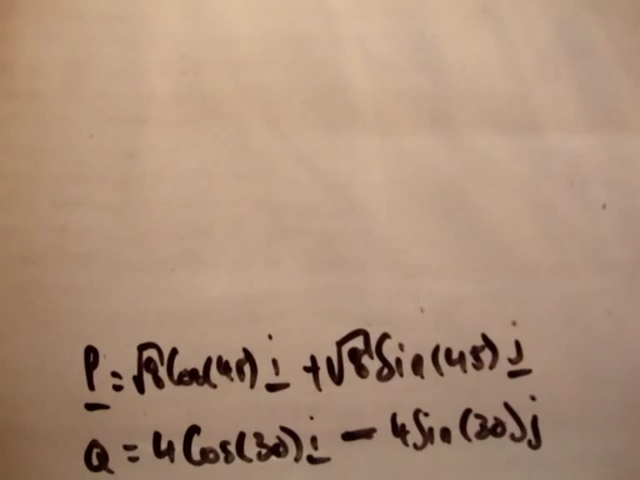 P = √8 Cos(45) i + √8 Sin(45) j
Q = 4 Cos(30) i - 4 Sin(30) j